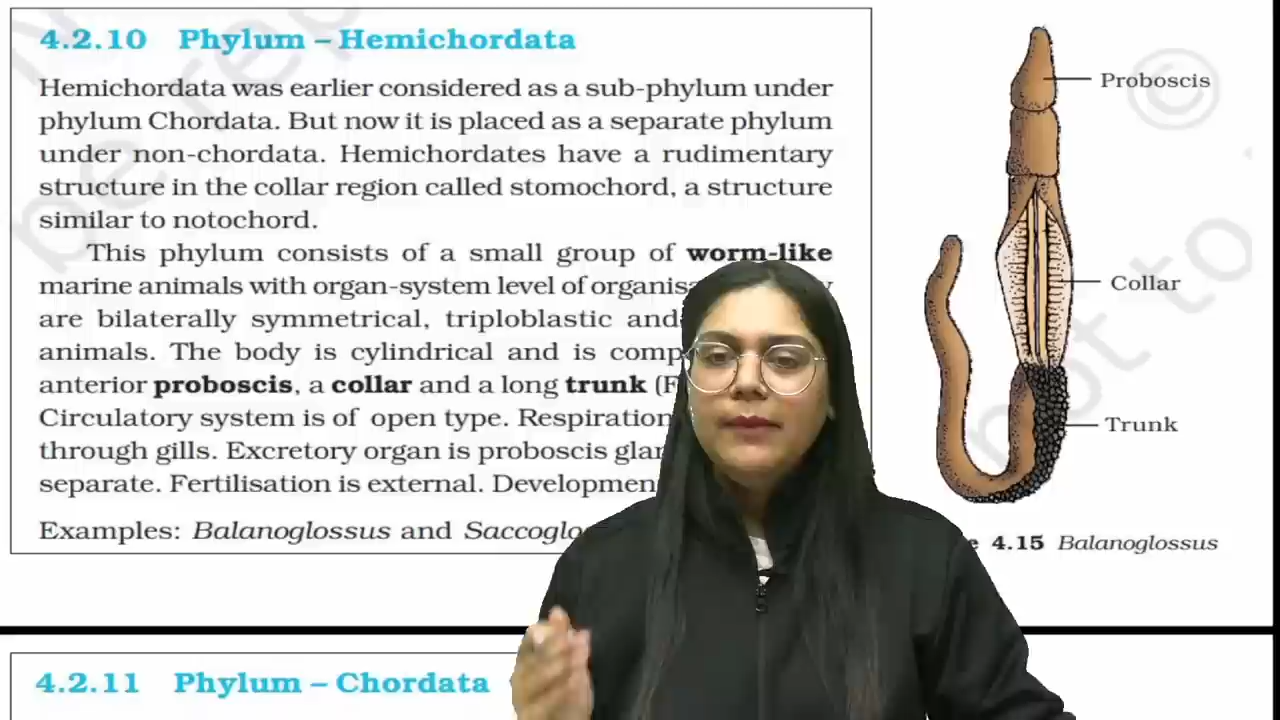 4.2.10 Phylum – Hemichordata
Hemichordata was earlier considered as a sub-phylum under
phylum Chordata. But now it is placed as a separate phylum
under non-chordata. Hemichordates have a rudimentary
structure in the collar region called stomochord, a structure
similar to notochord.
This phylum consists of a small group of worm-like
marine animals with organ-system level of
are bilaterally symmetrical, triploblastic and
animals. The body is cylindrical and is
anterior proboscis, a collar and a long trunk
Circulatory system is of open type. Respiration
through gills. Excretory organ is proboscis
separate. Fertilisation is external.
Examples: Balanoglossus and
Proboscis
Collar
Trunk
4.15 Balanoglossus
4.2.11 Phylum – Chordata
©
not to
be